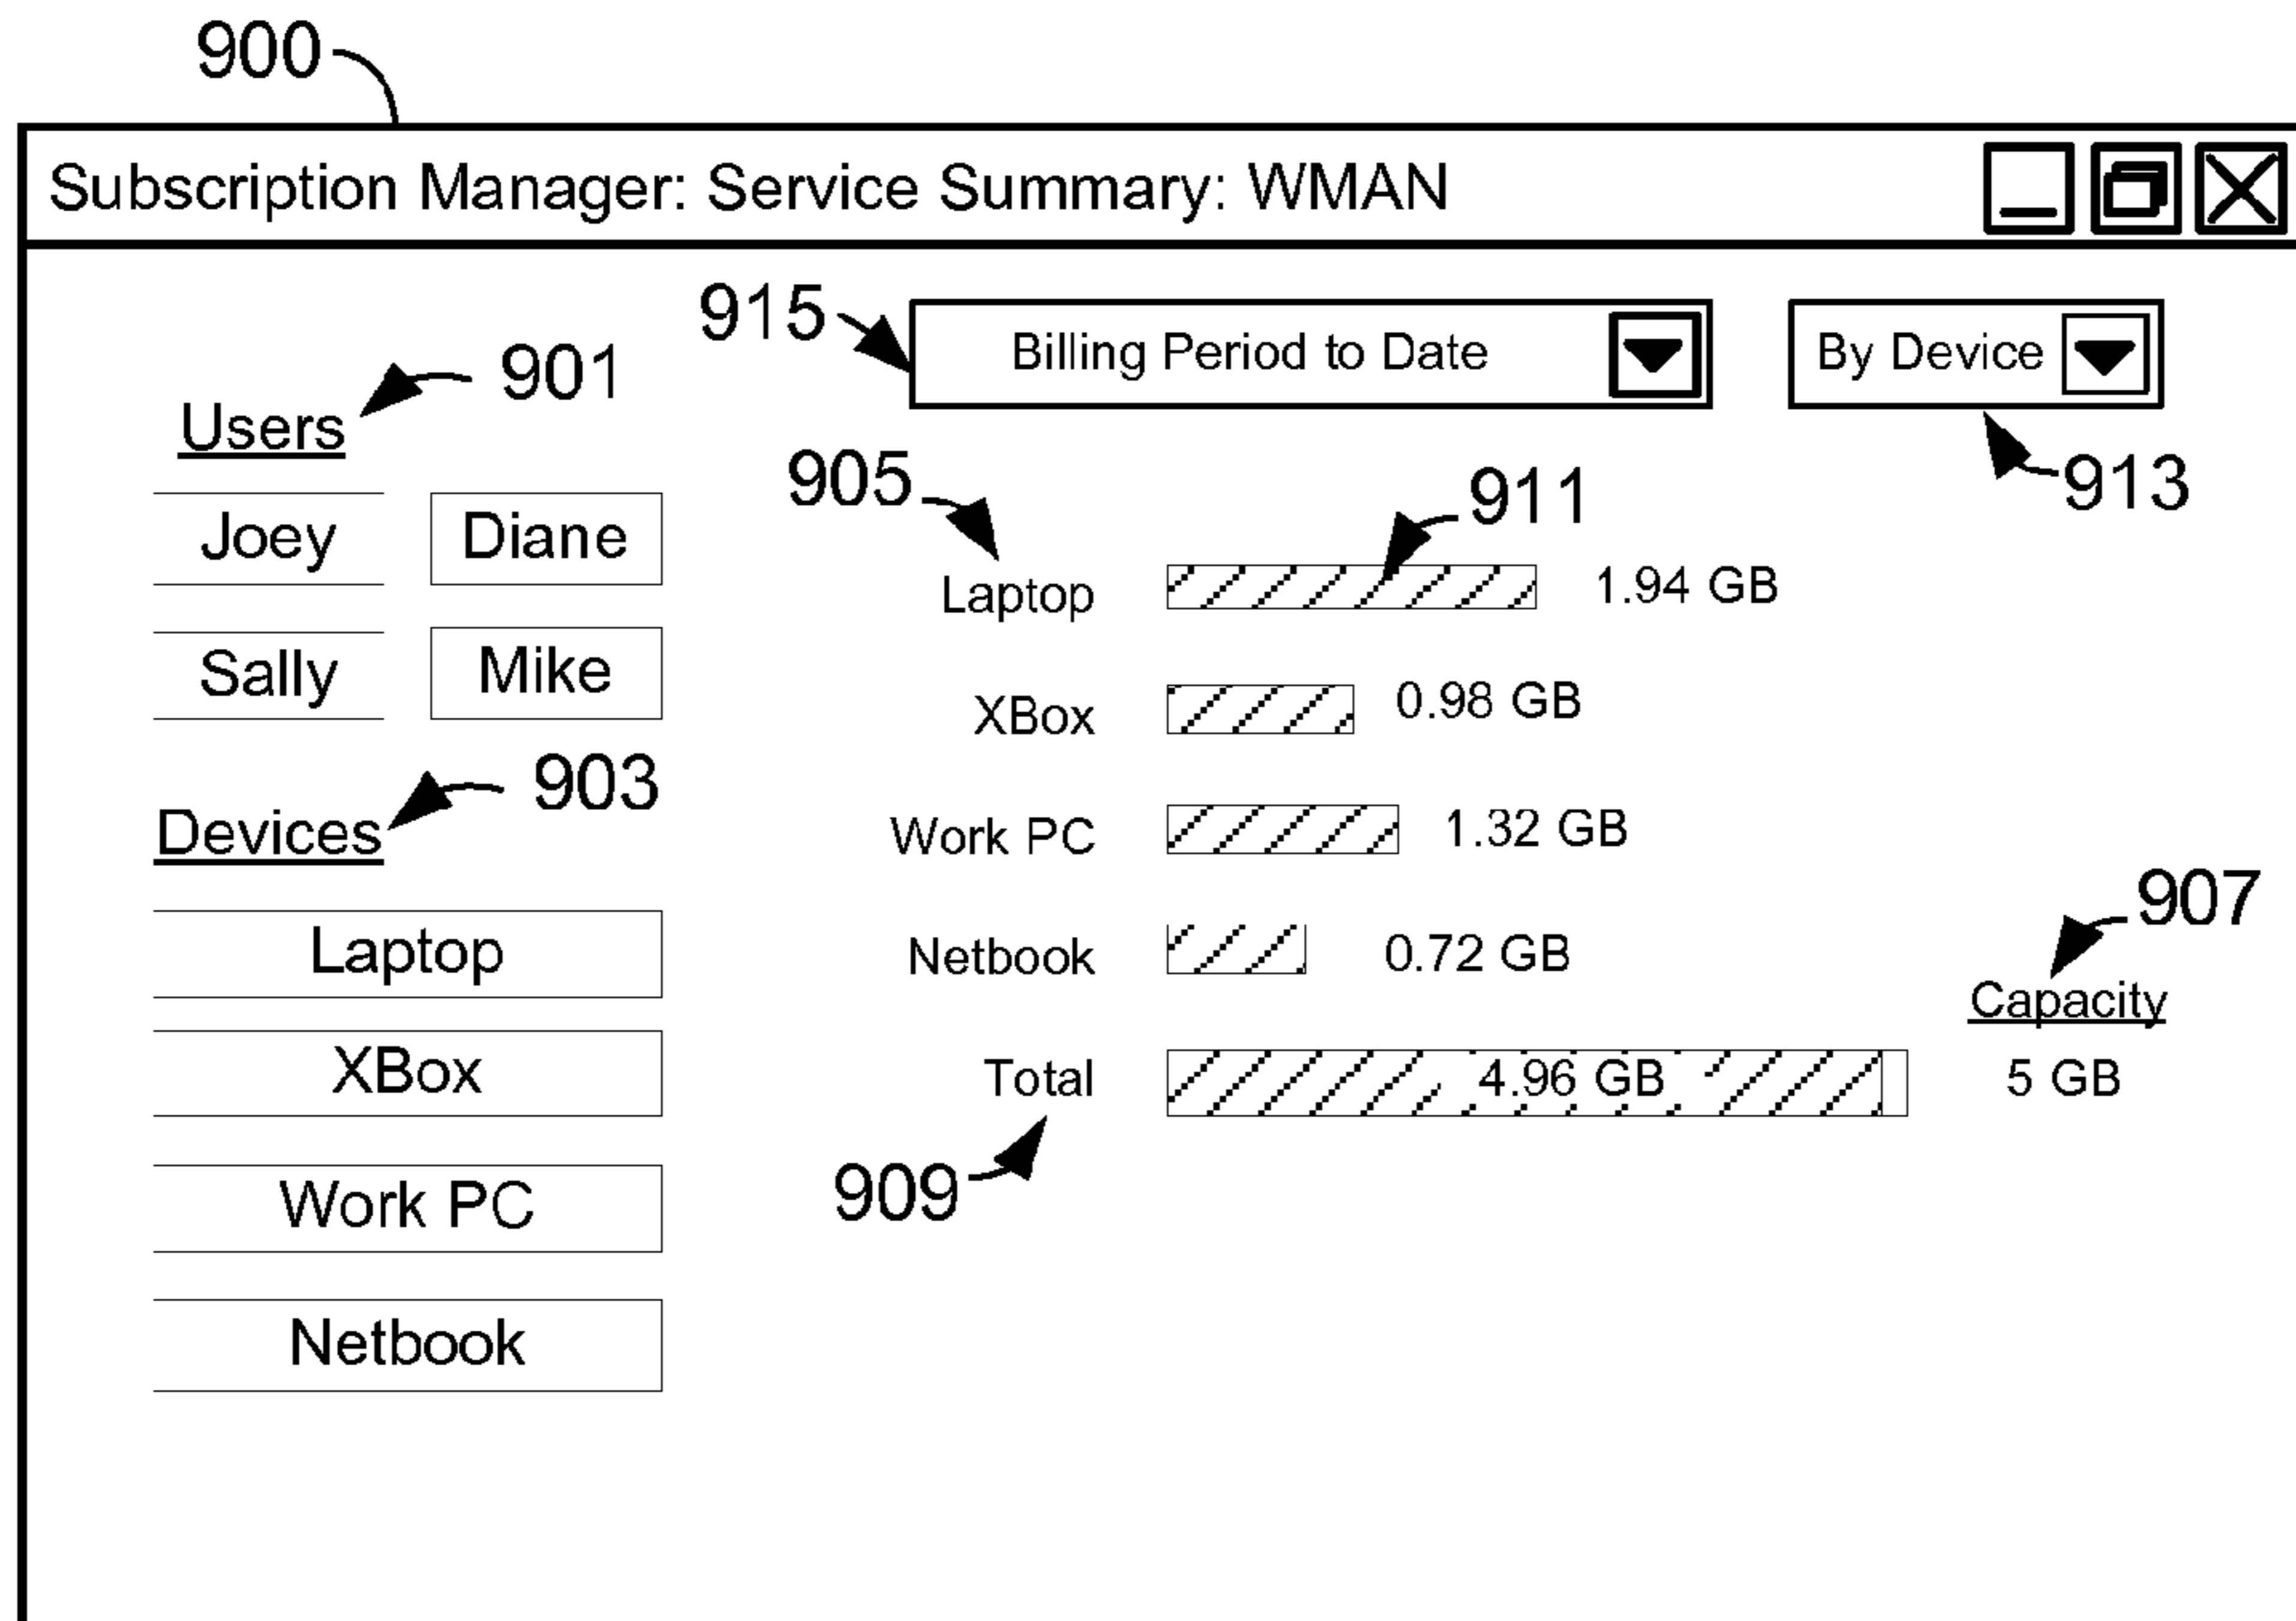 900
Subscription Manager: Service Summary: WMAN
915
Billing Period to Date
By Device
913
901
Users
Joey
Diane
Sally
Mike
903
Devices
Laptop
XBox
Work PC
Netbook
905
911
Laptop
1.94 GB
XBox
0.98 GB
Work PC
1.32 GB
Netbook
0.72 GB
907
Capacity
Total
4.96 GB
5 GB
909